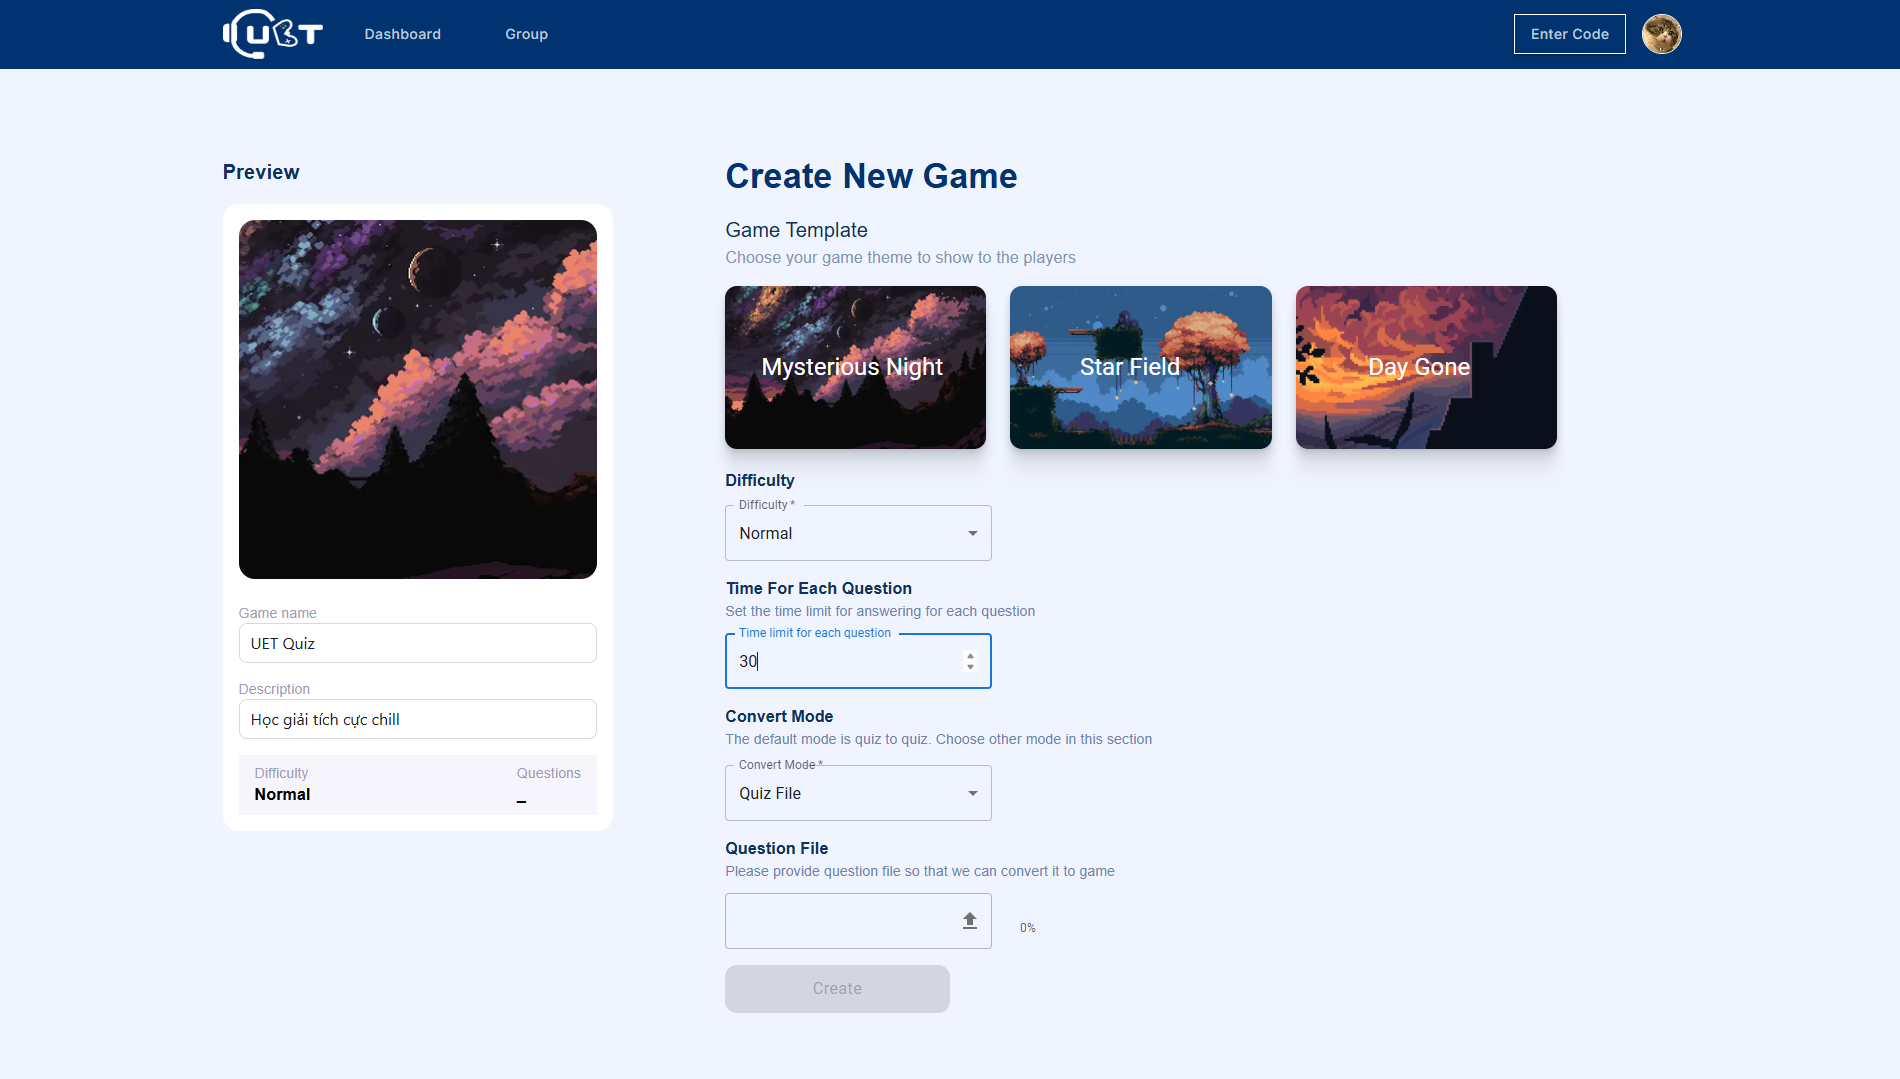 UET
Dashboard
Group
Enter Code
Preview
Game name
UET Quiz
Description
Học giải tích cực chill
Difficulty
Questions
Normal
_
Create New Game
Game Template
Choose your game theme to show to the players
Mysterious Night
Star Field
Day Gone
Difficulty
Difficulty *
Normal
Time For Each Question
Set the time limit for answering for each question
Time limit for each question
30
Convert Mode
The default mode is quiz to quiz. Choose other mode in this section
Convert Mode *
Quiz File
Question File
Please provide question file so that we can convert it to game
0%
Create